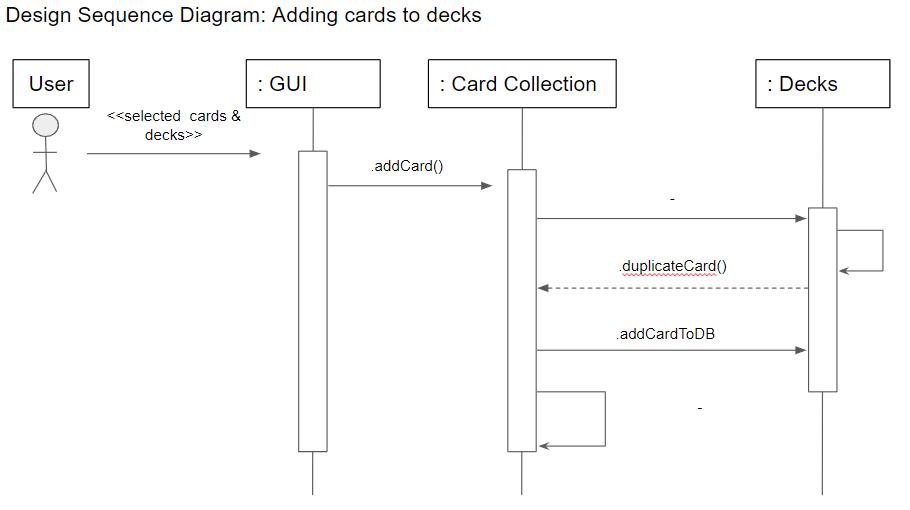 Design Sequence Diagram: Adding cards to decks
User
: GUI
: Card Collection
: Decks
<<selected cards &
decks>>
.addCard()
-
.duplicateCard()
.addCardToDB
-